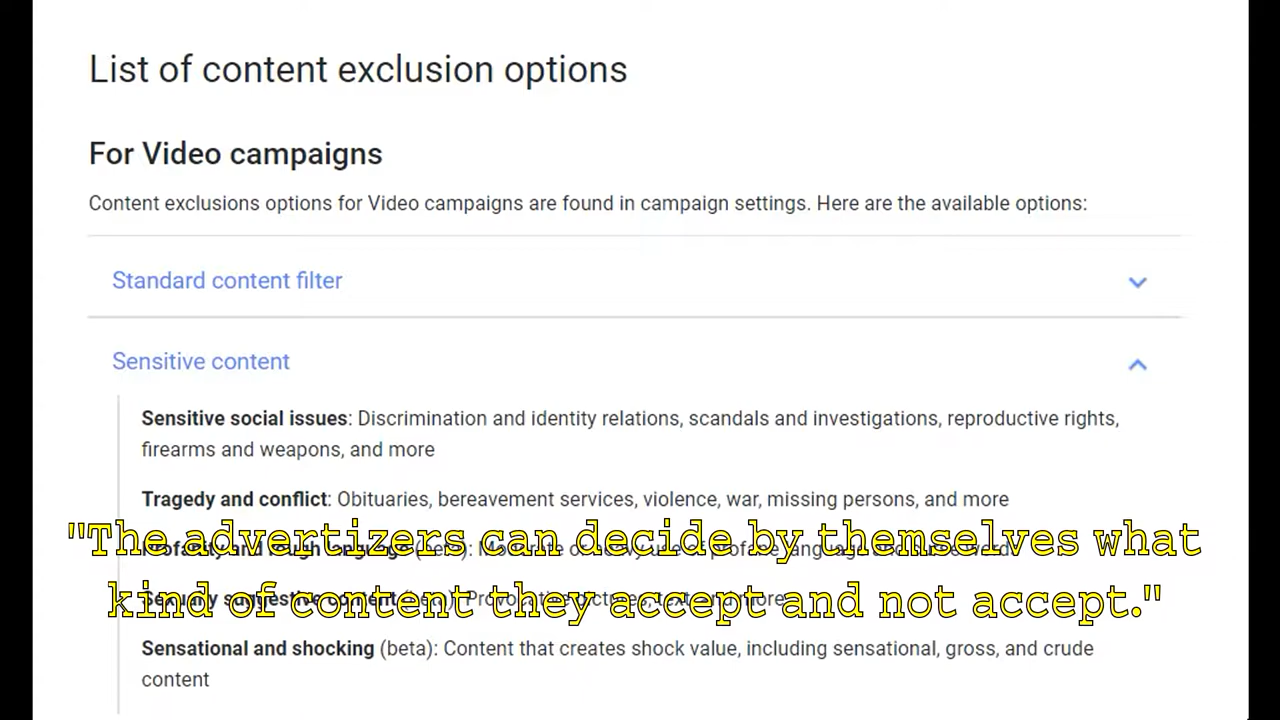 List of content exclusion options
For Video campaigns
Content exclusions options for Video campaigns are found in campaign settings. Here are the available options:
Standard content filter
Sensitive content
Sensitive social issues: Discrimination and identity relations, scandals and investigations, reproductive rights,
firearms and weapons, and more
Tragedy and conflict: Obituaries, bereavement services, violence, war, missing persons, and more
"The advertizers can decide by themselves what
kind of content they accept and not accept."
Sensational and shocking (beta): Content that creates shock value, including sensational, gross, and crude
content